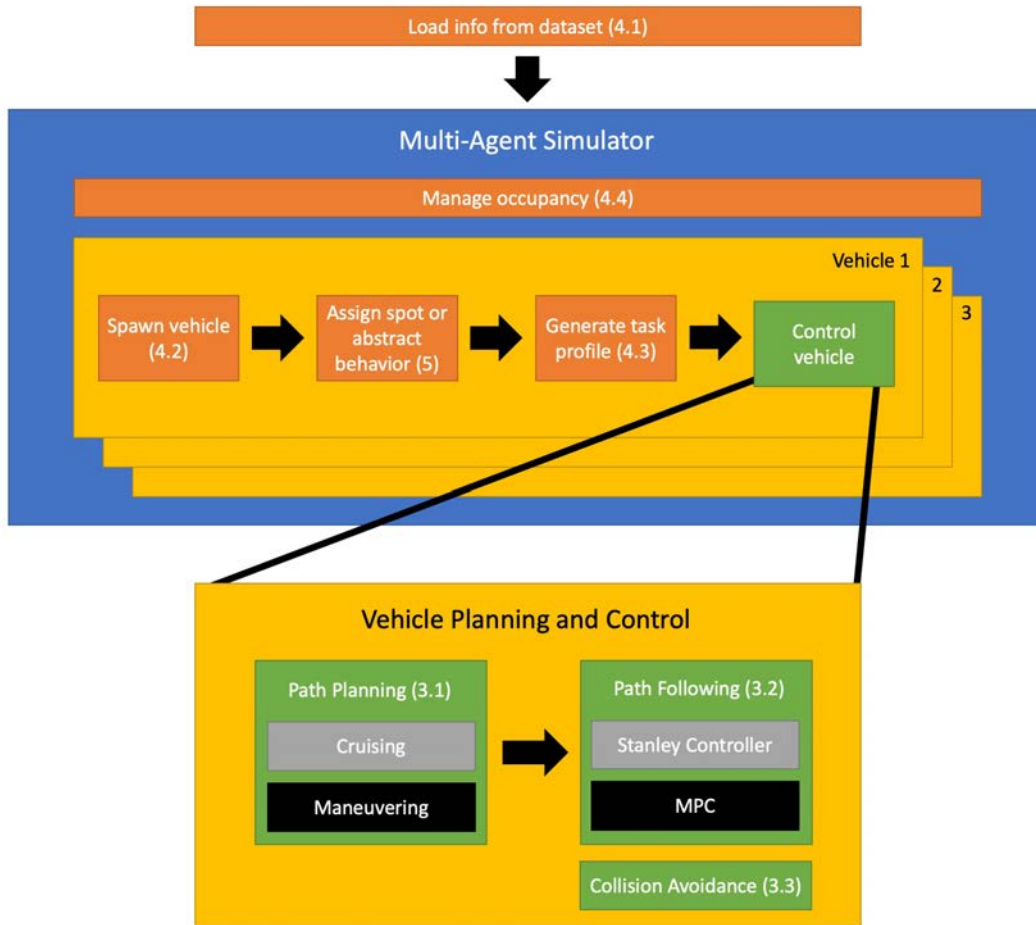 Load info from dataset (4.1)
Multi-Agent Simulator
Manage occupancy (4.4)
Vehicle 1
2
3
Spawn vehicle
(4.2)
Assign spot or
abstract
behavior (5)
Generate task
profile (4.3)
Control
vehicle
Vehicle Planning and Control
Path Planning (3.1)
Cruising
Maneuvering
Path Following (3.2)
Stanley Controller
MPC
Collision Avoidance (3.3)